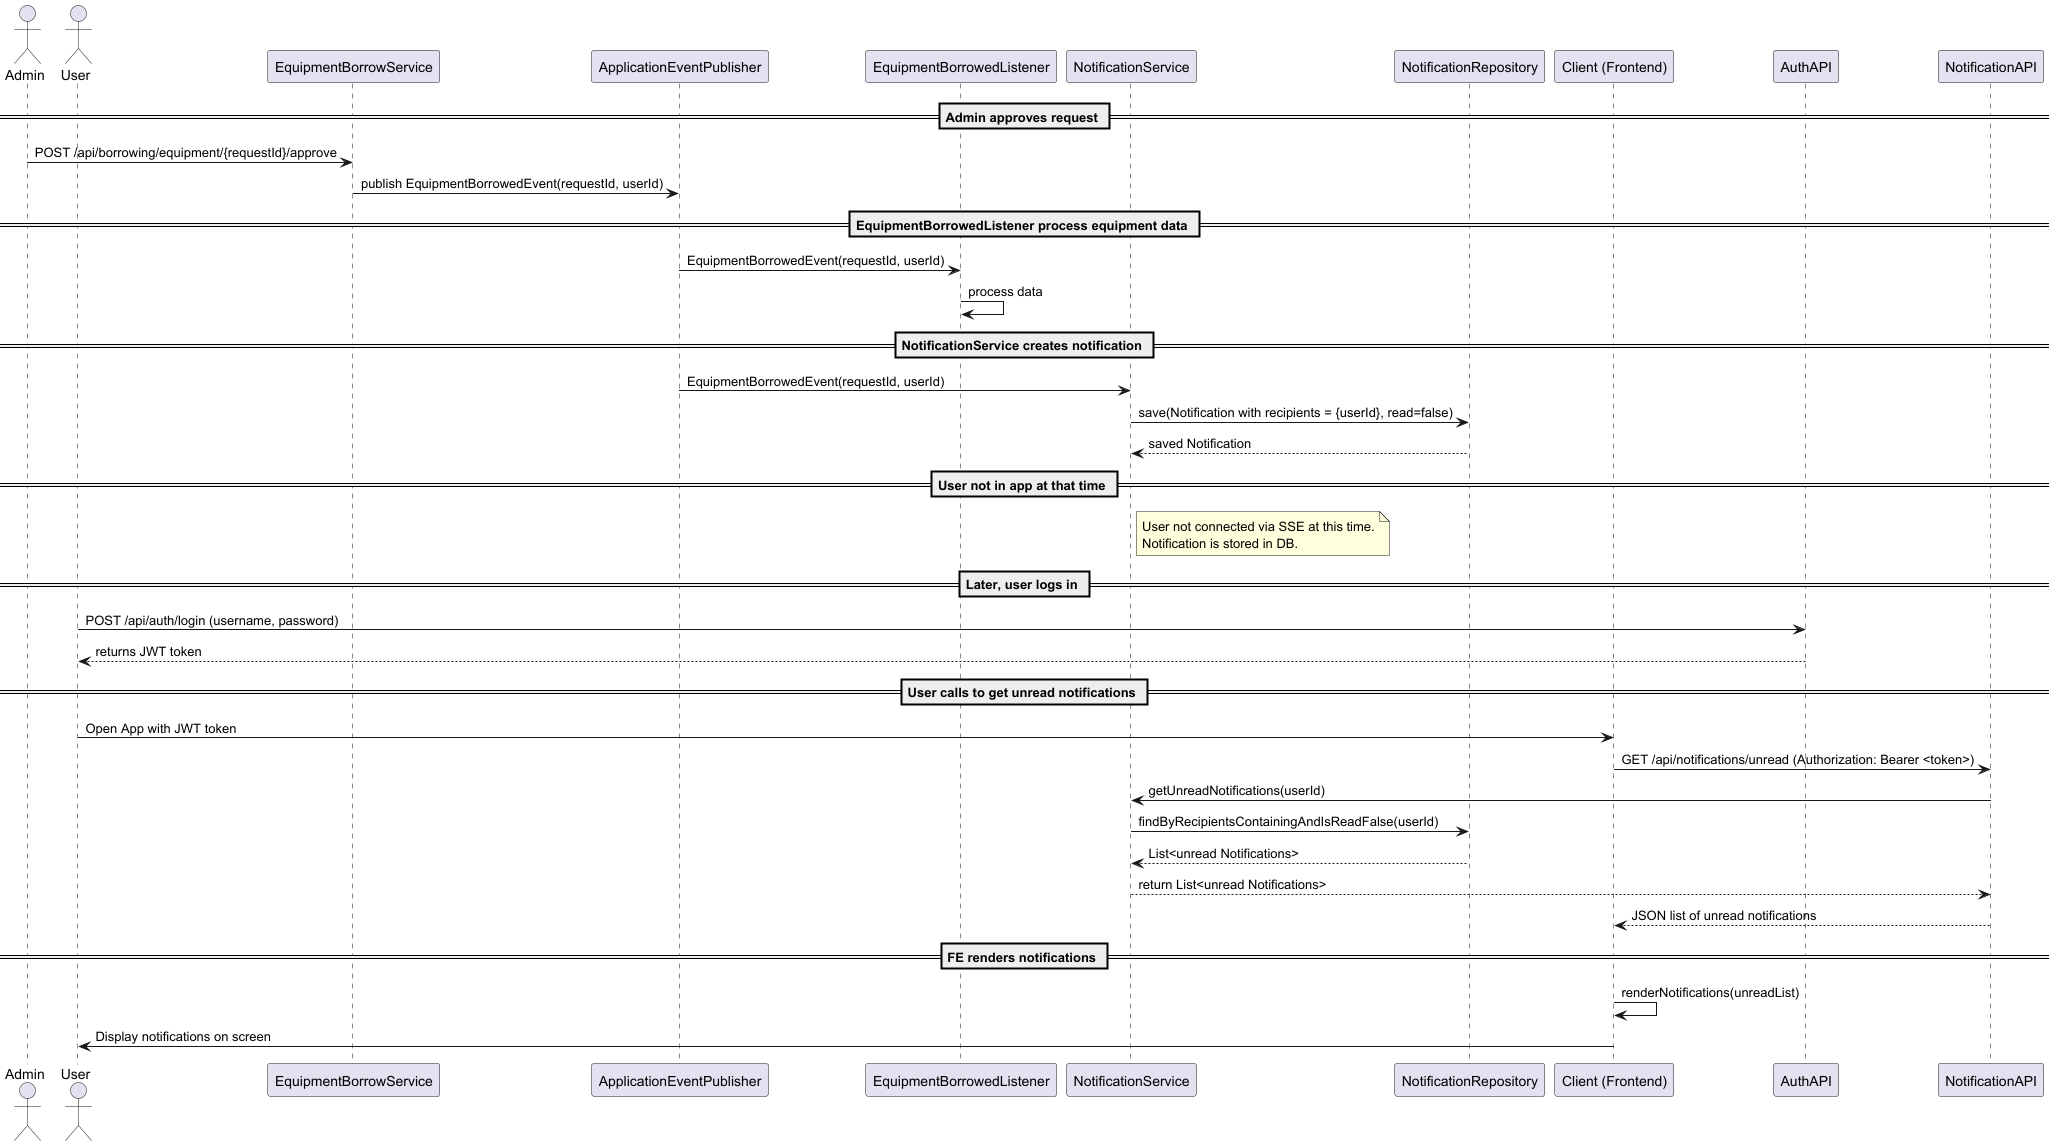 Admin
User
EquipmentBorrowService
ApplicationEventPublisher
EquipmentBorrowedListener
NotificationService
NotificationRepository
Client (Frontend)
AuthAPI
NotificationAPI
Admin approves request
POST /api/borrowing/equipment/{requestId}/approve
publish EquipmentBorrowedEvent(requestId, userId)
EquipmentBorrowedListener process equipment data
EquipmentBorrowedEvent(requestId, userId)
process data
NotificationService creates notification
EquipmentBorrowedEvent(requestId, userId)
save(Notification with recipients = {userId}, read=false)
saved Notification
User not in app at that time
User not connected via SSE at this time.
Notification is stored in DB.
Later, user logs in
POST /api/auth/login (username, password)
returns JWT token
User calls to get unread notifications
Open App with JWT token
GET /api/notifications/unread (Authorization: Bearer <token>)
getUnreadNotifications(userId)
findByRecipientsContainingAndIsReadFalse(userId)
List<unread Notifications>
return List<unread Notifications>
JSON list of unread notifications
FE renders notifications
renderNotifications(unreadList)
Display notifications on screen
Admin
User
EquipmentBorrowService
ApplicationEventPublisher
EquipmentBorrowedListener
NotificationService
NotificationRepository
Client (Frontend)
AuthAPI
NotificationAPI